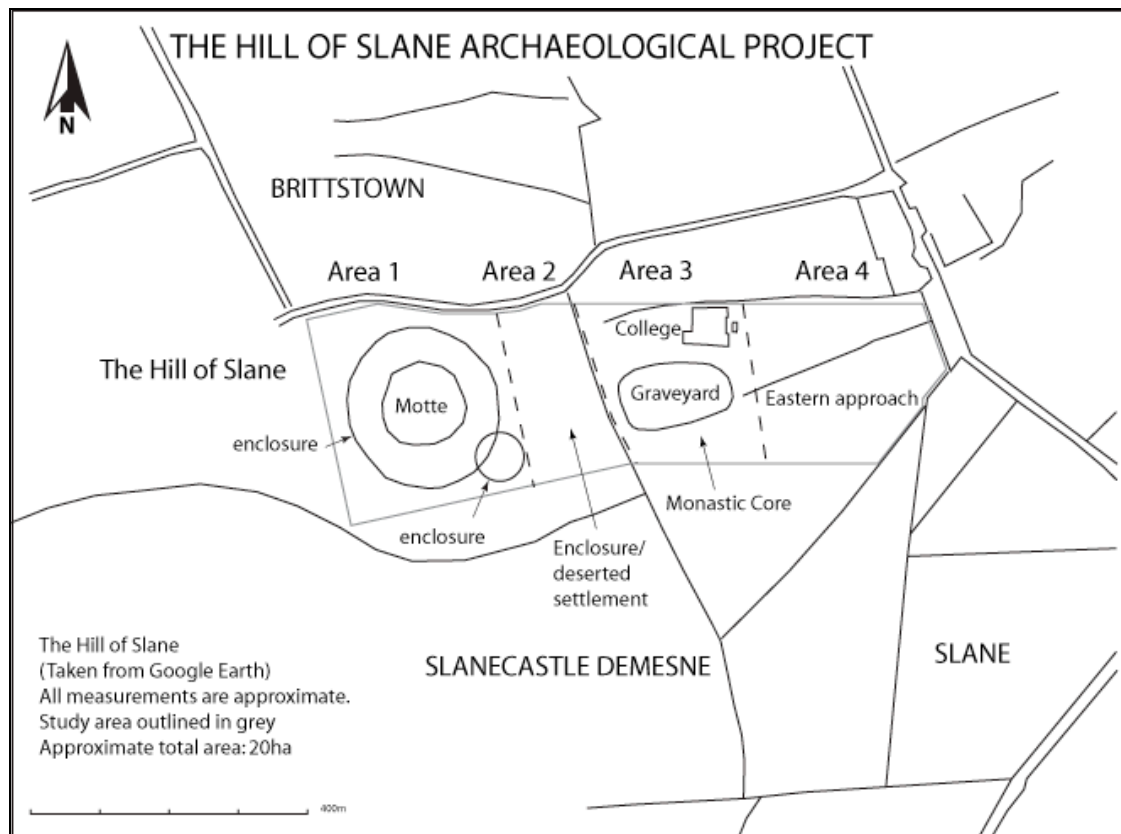 THE HILL OF SLANE ARCHAEOLOGICAL PROJECT
N
BRITTSTOWN
Area 1
Area 2
Area 3
Area 4
College
The Hill of Slane
Motte
Graveyard
Eastern approach
enclosure
Monastic Core
enclosure
Enclosure/
deserted
settlement
The Hill of Slane
(Taken from Google Earth)
All measurements are approximate.
Study area outlined in grey
Approximate total area: 20ha
SLANECASTLE DEMESNE
SLANE
400m